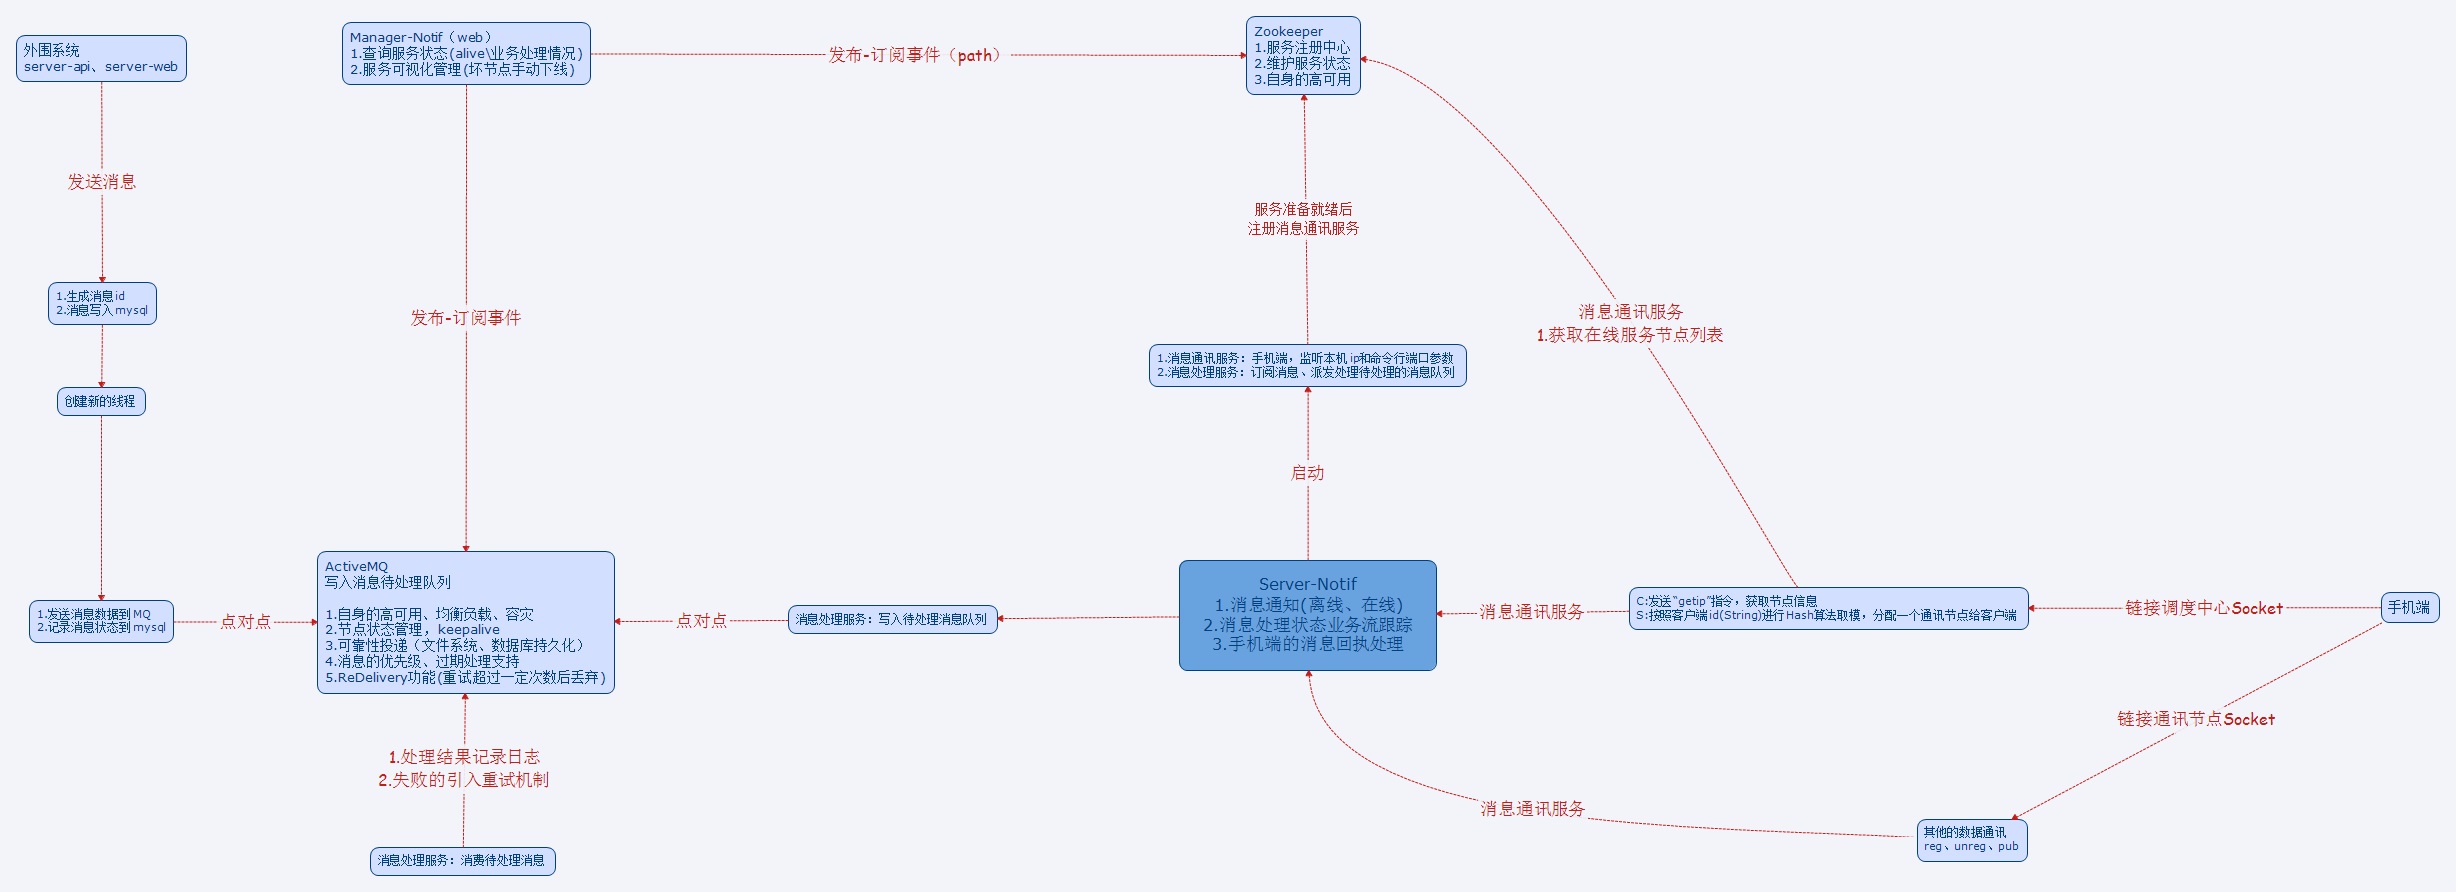 外围系统
server-api、server-web
Manager-Notif（web）
1.查询服务状态(alive\业务处理情况)
2.服务可视化管理(坏节点手动下线)
发布-订阅事件（path）
Zookeeper
1.服务注册中心
2.维护服务状态
3.自身的高可用
发送消息
服务准备就绪后
注册消息通讯服务
1.生成消息id
2.消息写入mysql
发布-订阅事件
消息通讯服务
1.获取在线服务节点列表
1.消息通讯服务：手机端，监听本机ip和命令行端口参数
2.消息处理服务：订阅消息、派发处理待处理的消息队列
创建新的线程
启动
ActiveMQ
写入消息待处理队列
1.自身的高可用、均衡负载、容灾
2.节点状态管理，keepalive
3.可靠性投递（文件系统、数据库持久化）
4.消息的优先级、过期处理支持
5.ReDelivery功能(重试超过一定次数后丢弃)
1.发送消息数据到MQ
2.记录消息状态到mysql
点对点
点对点
消息处理服务：写入待处理消息队列
Server-Notif
1.消息通知(离线、在线)
2.消息处理状态业务流跟踪
3.手机端的消息回执处理
消息通讯服务
C:发送“getip”指令，获取节点信息
S:按照客户端id(String)进行Hash算法取模，分配一个通讯节点给客户端
链接调度中心Socket
手机端
链接通讯节点Socket
1.处理结果记录日志
2.失败的引入重试机制
消息通讯服务
其他的数据通讯
reg、unreg、pub
消息处理服务：消费待处理消息